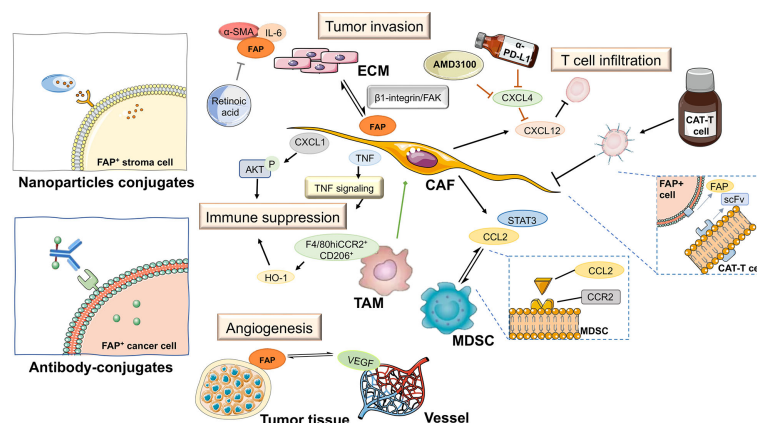 Tumor invasion
α-SMA
IL-6
FAP
ECM
Retinoic
acid
β1-integrin/FAK
FAP
AMD3100
α-
PD-L1
T cell infiltration
CXCL4
CXCL12
CAT-T
cell
FAP⁺ stroma cell
Nanoparticles conjugates
CXCL1
AKT
P
TNF
TNF signaling
CAF
Immune suppression
FAP+
cell
FAP
scFv
CAT-T ce
STAT3
CCL2
F4/80hiCCR2⁺
CD206⁺
HO-1
TAM
MDSC
CCL2
CCR2
MDSC
FAP⁺ cancer cell
Antibody-conjugates
Angiogenesis
FAP
VEGF
Tumor tissue
Vessel